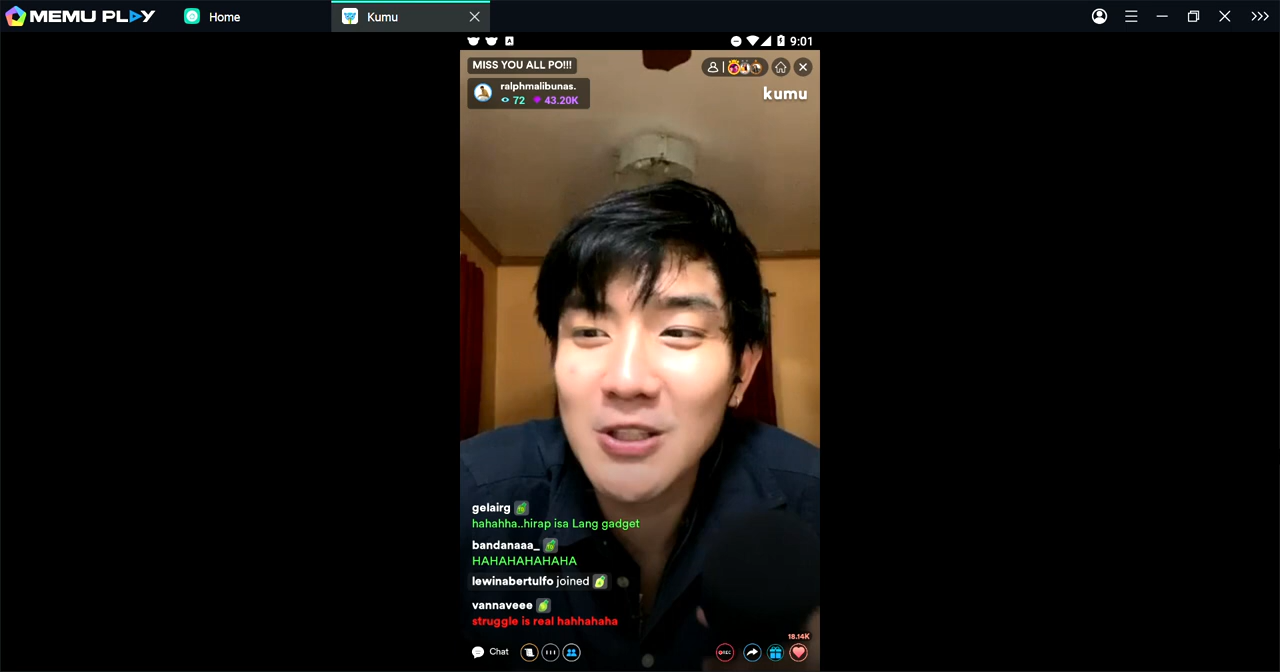 MEMU PLAY
Home
Kumu
9:01
MISS YOU ALL PO!!!
ralphmalibunas.
72
43.20K
kumu
gelairg
hahahha..hirap isa Lang gadget
bandanaaa_
HAHAHAHAHAHA
lewinabertulfo joined
vannaveee
struggle is real hahhahaha
18.14K
Chat
REC